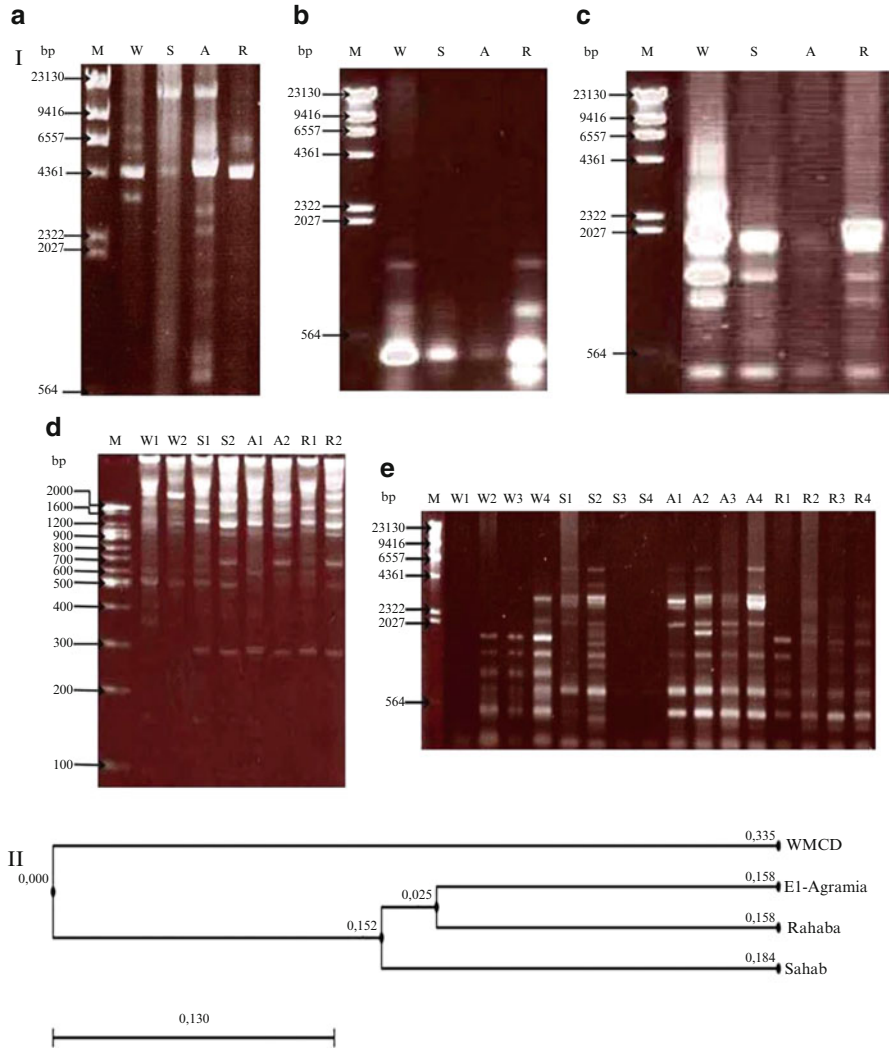 a
I
bp M W S A R
23130
9416
6557
4361
2322
2027
564
b
bp M W S A R
23130
9416
6557
4361
2322
2027
564
c
bp M W S A R
23130
9416
6557
4361
2322
2027
564
d
M W1 W2 S1 S2 A1 A2 R1 R2
bp
2000
1600
1200
900
800
700
600
500
400
300
200
100
e
bp M W1 W2 W3 W4 S1 S2 S3 S4 A1 A2 A3 A4 R1 R2 R3 R4
23130
9416
6557
4361
2322
2027
564
II
0,335 WMCD
0,000
0,158 E1-Agramia
0,025
0,152
0,158 Rahaba
0,184 Sahab
0,130